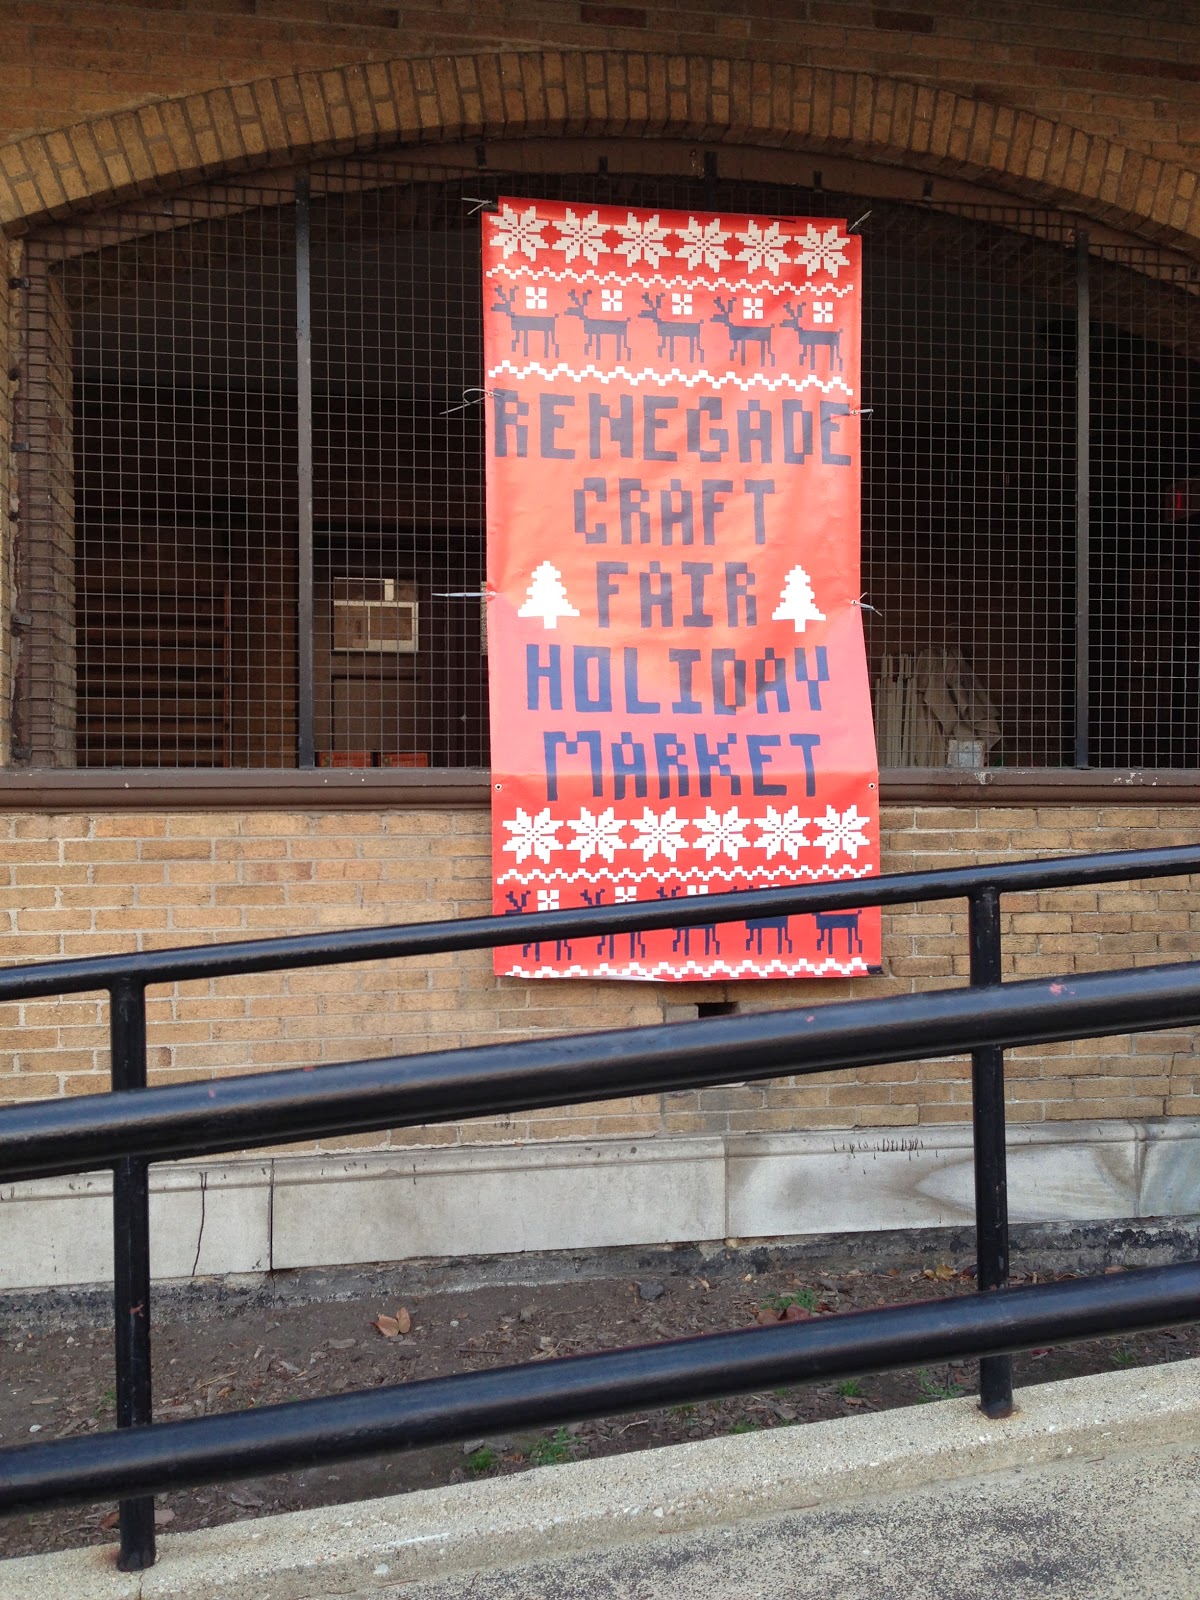 RENEGADE
CRAFT
FAIR
HOLIDAY
MARKET